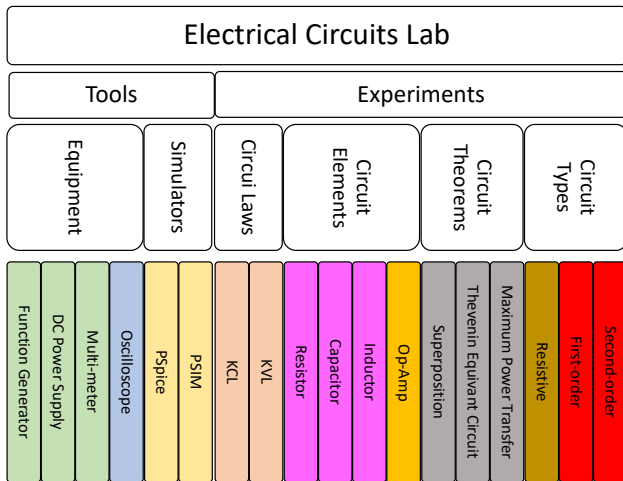 Electrical Circuits Lab
Tools
Experiments
Equipment
Simulators
Circui Laws
Circuit
Elements
Circuit
Theorems
Circuit
Types
Function Generator
DC Power Supply
Multi-meter
Oscilloscope
PSpice
PSIM
KCL
KVL
Resistor
Capacitor
Inductor
Op-Amp
Superposition
Thevenin Equivant Circuit
Maximum Power Transfer
Resistive
First-order
Second-order